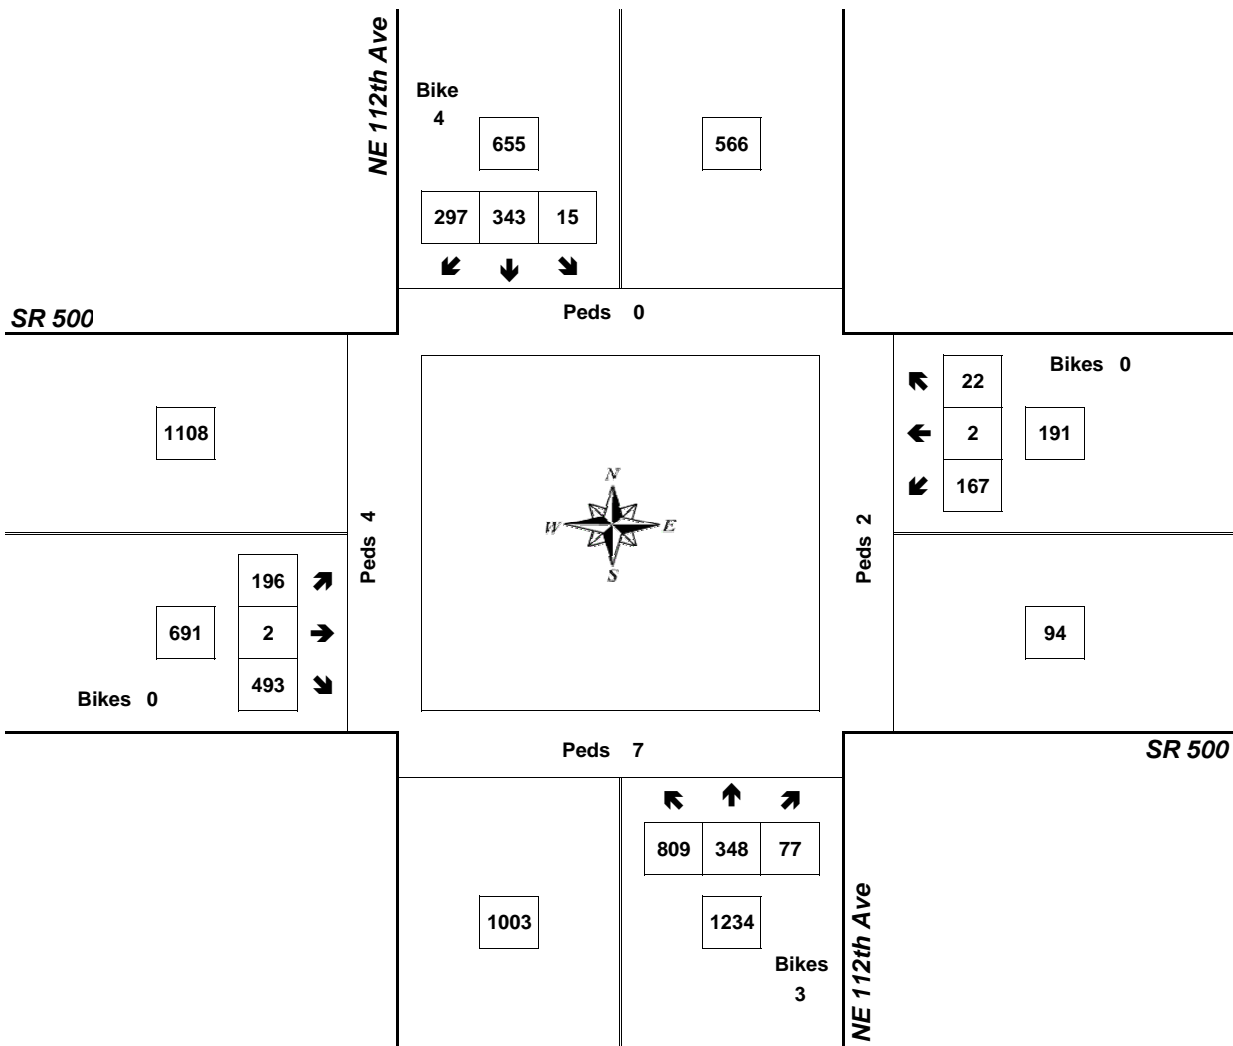 NE 112th Ave
Bike
4
655
566
297 343 15
Peds 0
SR 500
22
Bikes 0
1108
2
191
167
N
W E
S
Peds 4
Peds 2
196
691
2
94
493
Bikes 0
Peds 7
SR 500
809 348 77
1003
1234
Bikes
3
NE 112th Ave